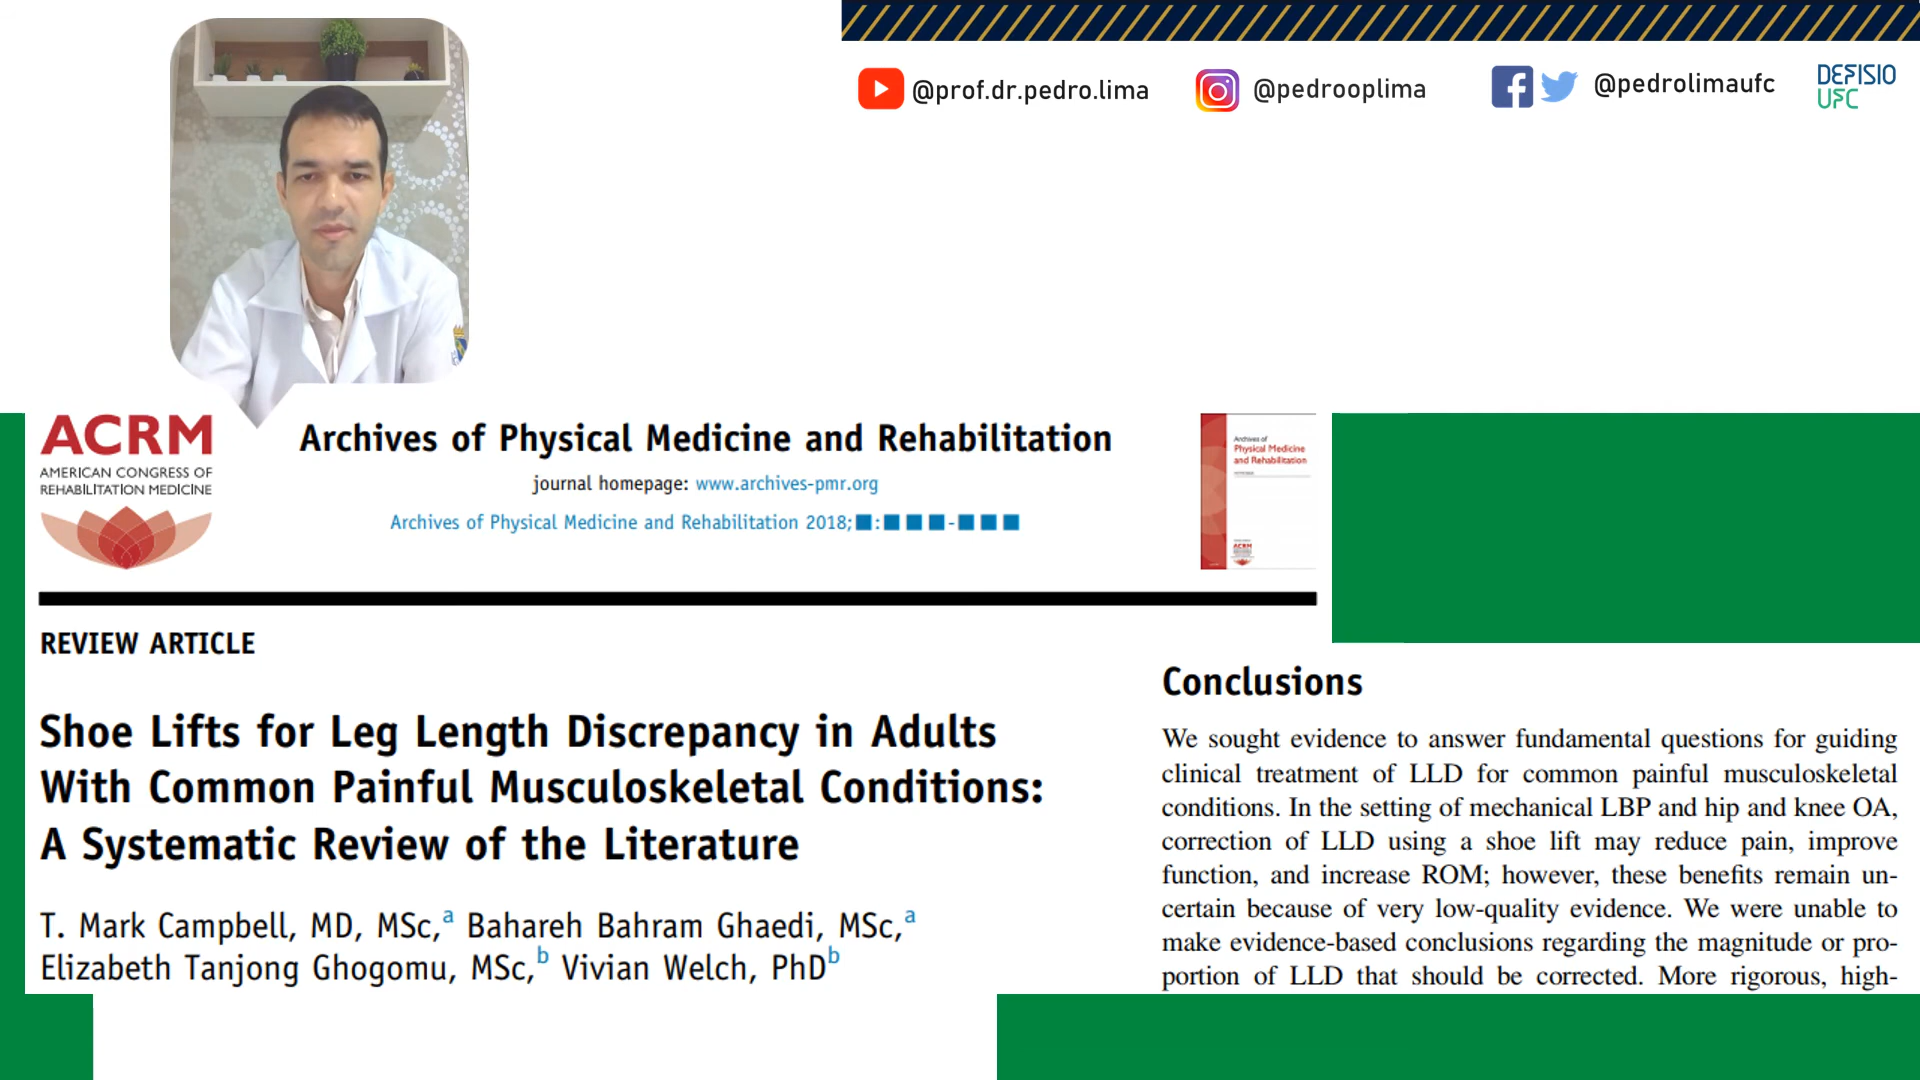 @prof.dr.pedro.lima
@pedrooplima
@pedrolimaufc
DEFISIO
UFC
ACRM
AMERICAN CONGRESS OF
REHABILITATION MEDICINE
Archives of Physical Medicine and Rehabilitation
journal homepage: www.archives-pmr.org
Archives of Physical Medicine and Rehabilitation 2018;■:■■■-■■■
Archives of
Physical Medicine
and Rehabilitation
ACRM
REVIEW ARTICLE
Shoe Lifts for Leg Length Discrepancy in Adults
With Common Painful Musculoskeletal Conditions:
A Systematic Review of the Literature
T. Mark Campbell, MD, MSc,a Bahareh Bahram Ghaedi, MSc,a
Elizabeth Tanjong Ghogomu, MSc,b Vivian Welch, PhDb
Conclusions
We sought evidence to answer fundamental questions for guiding
clinical treatment of LLD for common painful musculoskeletal
conditions. In the setting of mechanical LBP and hip and knee OA,
correction of LLD using a shoe lift may reduce pain, improve
function, and increase ROM; however, these benefits remain un-
certain because of very low-quality evidence. We were unable to
make evidence-based conclusions regarding the magnitude or pro-
portion of LLD that should be corrected. More rigorous, high-